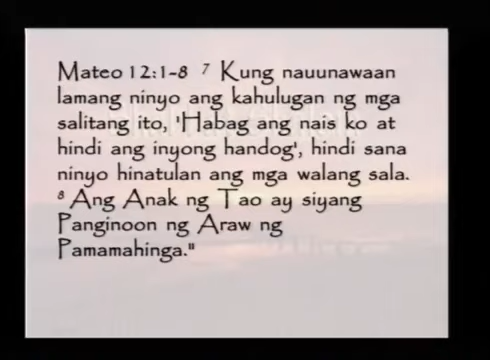 Mateo 12:1-8 7 Kung nauunawaan
lamang ninyo ang kahulugan ng mga
salitang ito, 'Habag ang nais ko at
hindi ang inyong handog', hindi sana
ninyo hinatulan ang mga walang sala.
8 Ang Anak ng Tao ay siyang
Panginoon ng Araw ng
Pamamahinga."